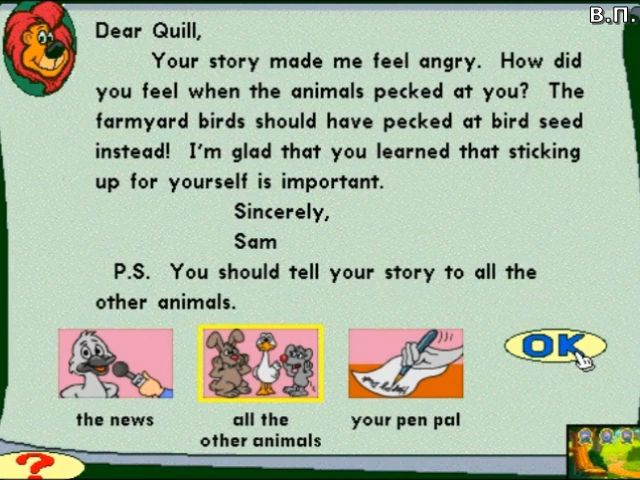 В.П.
Dear Quill,
Your story made me feel angry. How did
you feel when the animals pecked at you? The
farmyard birds should have pecked at bird seed
instead! I'm glad that you learned that sticking
up for yourself is important.
Sincerely,
Sam
P.S. You should tell your story to all the
other animals.
OK
the news
all the
other animals
your pen pal
?